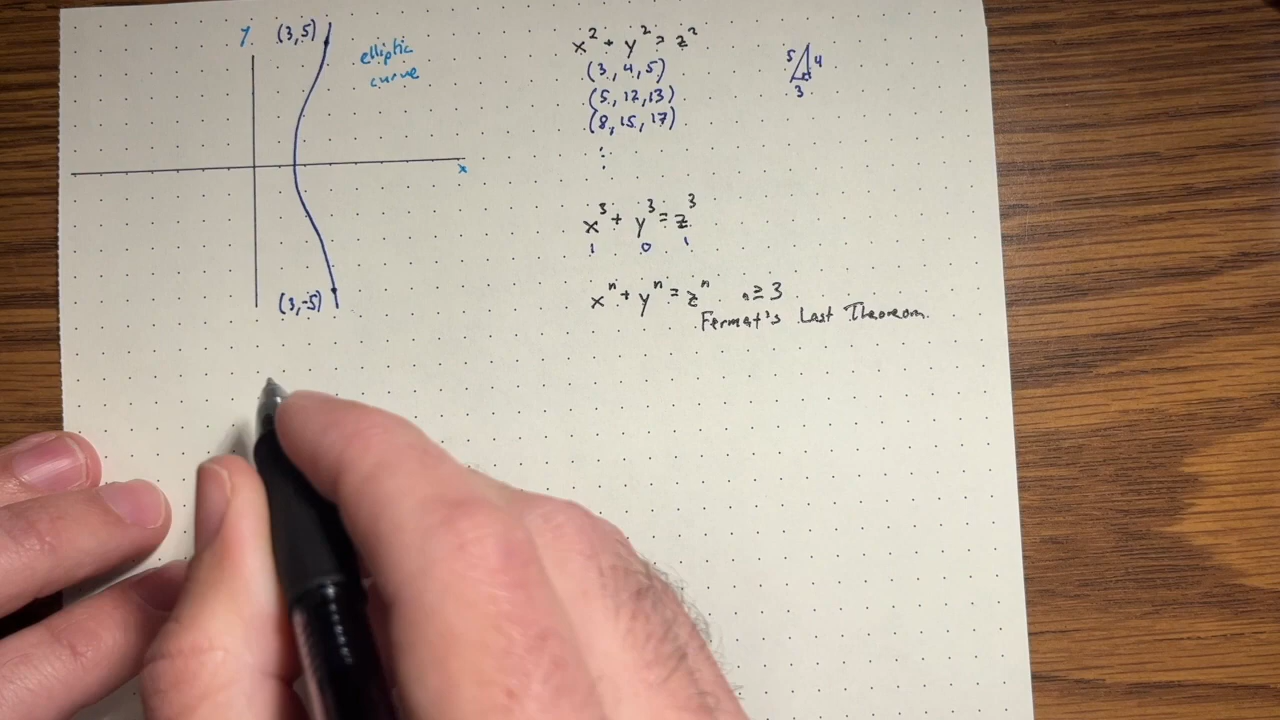 y
(3,5)
elliptic
curve
x
(3,-5)
x² + y² = z²
(3, 4, 5)
(5, 12, 13)
(8, 15, 17)
⋮
5
4
3
x³ + y³ = z³
1 0 1
xⁿ + yⁿ = zⁿ n ≥ 3
Fermat's Last Theorem